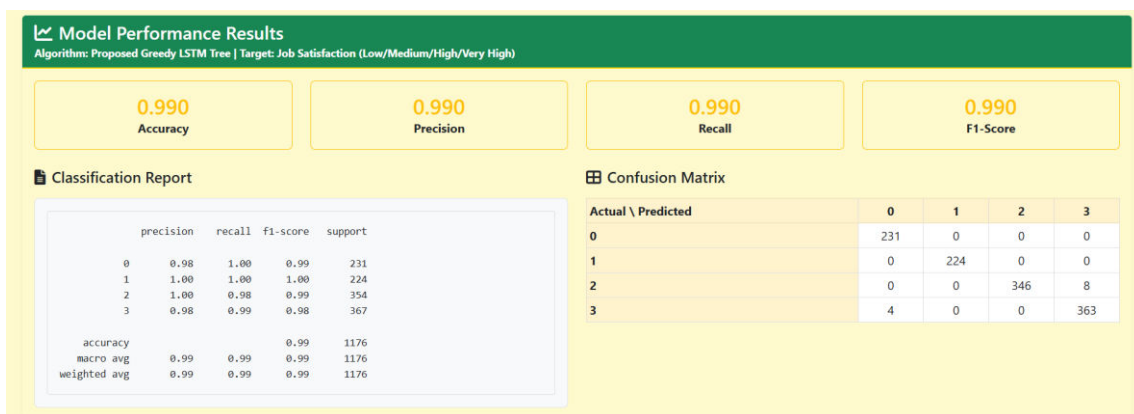 Model Performance Results
Algorithm: Proposed Greedy LSTM Tree | Target: Job Satisfaction (Low/Medium/High/Very High)
0.990
Accuracy
0.990
Precision
0.990
Recall
0.990
F1-Score
Classification Report
precision recall f1-score support
0 0.98 1.00 0.99 231
1 1.00 1.00 1.00 224
2 1.00 0.98 0.99 354
3 0.98 0.99 0.98 367
accuracy 0.99 1176
macro avg 0.99 0.99 0.99 1176
weighted avg 0.99 0.99 0.99 1176
Confusion Matrix
Actual \ Predicted 0 1 2 3
0 231 0 0 0
1 0 224 0 0
2 0 0 346 8
3 4 0 0 363